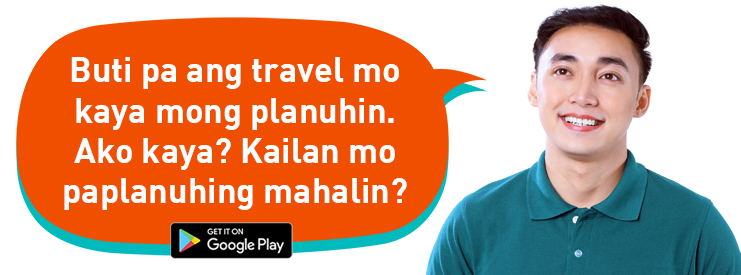 Buti pa ang travel mo
kaya mong planuhin.
Ako kaya? Kailan mo
paplanuhing mahalin?
GET IT ON
Google Play